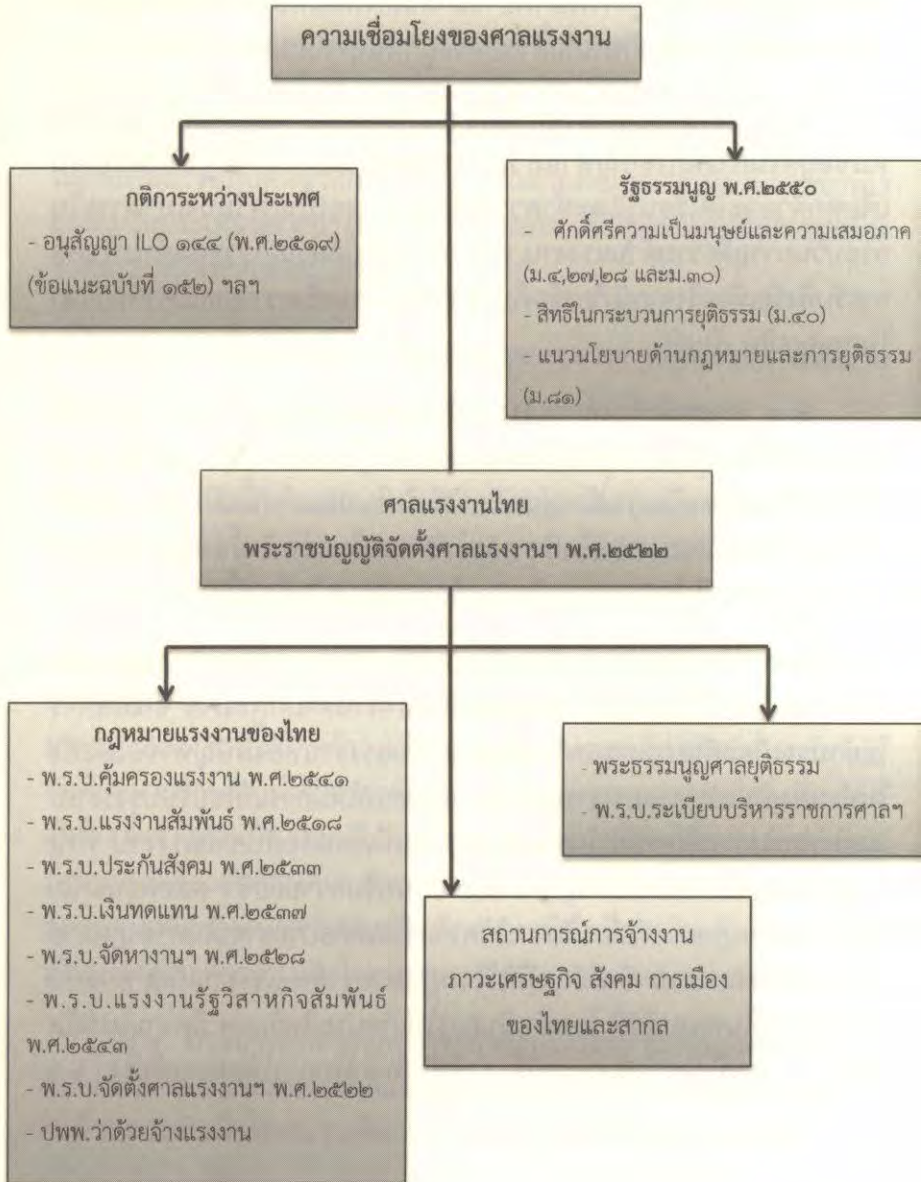 ความเชื่อมโยงของศาลแรงงาน
กติการะหว่างประเทศ
- อนุสัญญา ILO ๑๔๔ (พ.ศ.๒๕๑๙)
(ข้อแนะฉบับที่ ๑๕๒) ฯลฯ
รัฐธรรมนูญ พ.ศ.๒๕๕๐
- ศักดิ์ศรีความเป็นมนุษย์และความเสมอภาค
(ม.๔,๒๗,๒๘ และม.๓๐)
- สิทธิในกระบวนการยุติธรรม (ม.๔๐)
- แนวนโยบายด้านกฎหมายและการยุติธรรม
(ม.๘๑)
ศาลแรงงานไทย
พระราชบัญญัติจัดตั้งศาลแรงงานฯ พ.ศ.๒๕๒๒
กฎหมายแรงงานของไทย
- พ.ร.บ.คุ้มครองแรงงาน พ.ศ.๒๕๔๑
- พ.ร.บ.แรงงานสัมพันธ์ พ.ศ.๒๕๑๘
- พ.ร.บ.ประกันสังคม พ.ศ.๒๕๓๓
- พ.ร.บ.เงินทดแทน พ.ศ.๒๕๓๗
- พ.ร.บ.จัดหางานฯ พ.ศ.๒๕๒๘
- พ.ร.บ.แรงงานรัฐวิสาหกิจสัมพันธ์
พ.ศ.๒๕๔๓
- พ.ร.บ.จัดตั้งศาลแรงงานฯ พ.ศ.๒๕๒๒
- ปพพ.ว่าด้วยจ้างแรงงาน
- พระธรรมนูญศาลยุติธรรม
- พ.ร.บ.ระเบียบบริหารราชการศาลฯ
สถานการณ์การจ้างงาน
ภาวะเศรษฐกิจ สังคม การเมือง
ของไทยและสากล